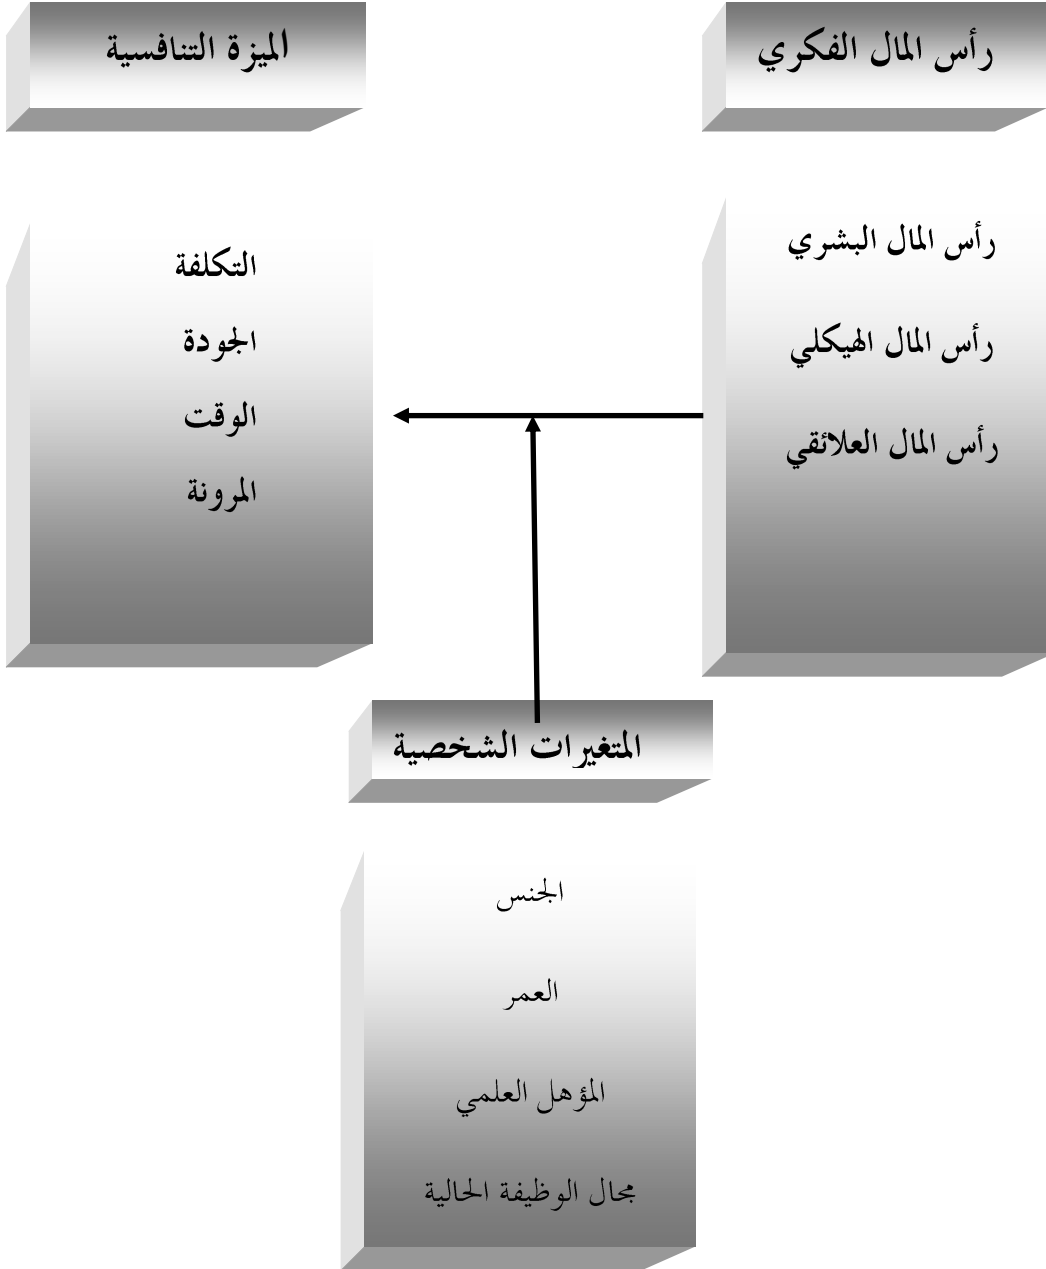 رأس المال الفكري
الميزة التنافسية
رأس المال البشري
رأس المال الهيكلي
رأس المال العلائقي
التكلفة
الجودة
الوقت
المرونة
المتغيرات الشخصية
الجنس
العمر
المؤهل العلمي
مجال الوظيفة الحالية